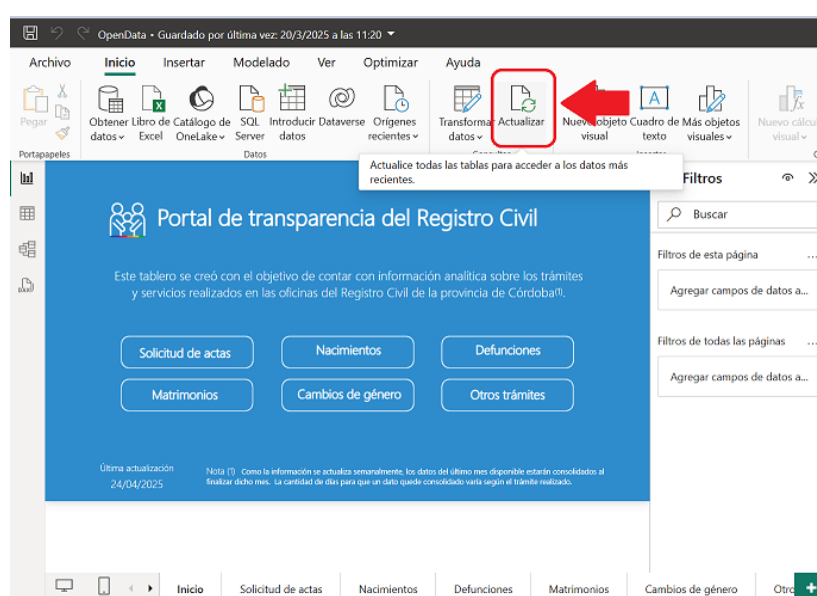 OpenData • Guardado por última vez: 20/3/2025 a las 11:20
Archivo Inicio Insertar Modelado Ver Optimizar Ayuda
Pegar
Obtener datos
Libro de Excel
Catálogo de OneLake
SQL Server
Introducir datos
Dataverse
Orígenes recientes
Transformar datos
Actualizar
objeto visual
Cuadro de texto
Más objetos visuales
Nuevo
visual
Portapapeles
Datos
Actualice todas las tablas para acceder a los datos más
recientes.
Filtros
Buscar
Filtros de esta página ...
Agregar campos de datos a...
Filtros de todas las páginas ...
Agregar campos de datos a...
Portal de transparencia del Registro Civil
Este tablero se creó con el objetivo de contar con información analítica sobre los trámites
y servicios realizados en las oficinas del Registro Civil de la provincia de Córdoba(1).
Solicitud de actas Nacimientos Defunciones
Matrimonios Cambios de género Otros trámites
Última actualización
24/04/2025
Nota (1) Como la información se actualiza semanalmente, los datos del último mes disponible estarán consolidados al
finalizar dicho mes. La cantidad de días para que un dato quede consolidado varía según el trámite realizado.
Inicio Solicitud de actas Nacimientos Defunciones Matrimonios Cambios de género